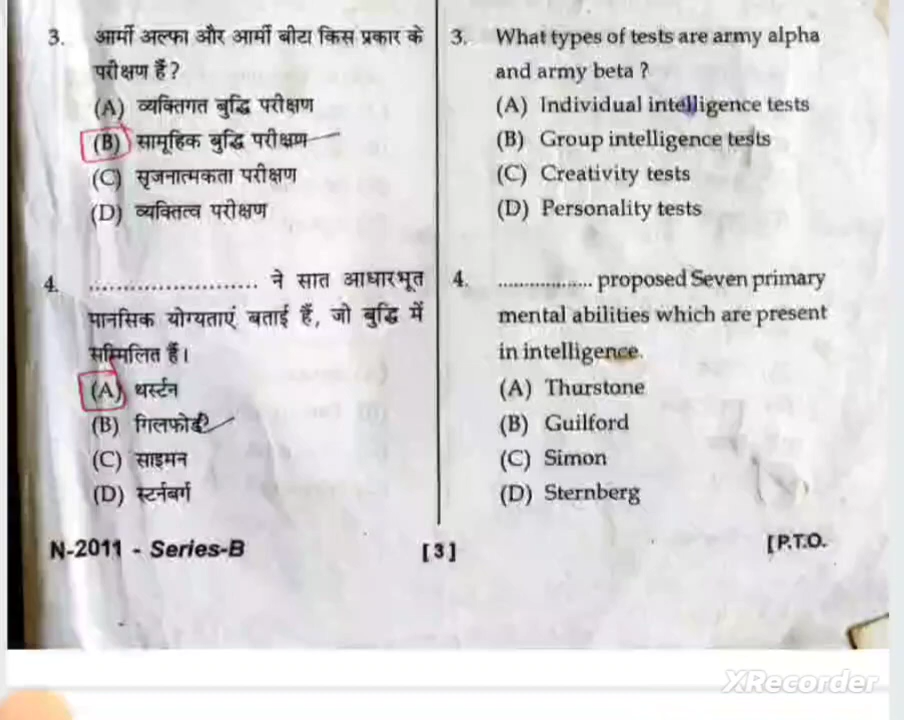 3. आर्मी अल्फा और आर्मी बीटा किस प्रकार के
परीक्षण हैं?
(A) व्यक्तिगत बुद्धि परीक्षण
(B) सामूहिक बुद्धि परीक्षण
(C) सृजनात्मकता परीक्षण
(D) व्यक्तित्व परीक्षण
4. ........................ ने सात आधारभूत
मानसिक योग्यताएं बताई हैं, जो बुद्धि में
सम्मिलित हैं।
(A) थर्स्टन
(B) गिलफोर्ड
(C) साइमन
(D) स्टर्नबर्ग
3. What types of tests are army alpha
and army beta ?
(A) Individual intelligence tests
(B) Group intelligence tests
(C) Creativity tests
(D) Personality tests
4. .................. proposed Seven primary
mental abilities which are present
in intelligence.
(A) Thurstone
(B) Guilford
(C) Simon
(D) Sternberg
N-2011 - Series-B
[3]
[P.T.O.
XRecorder